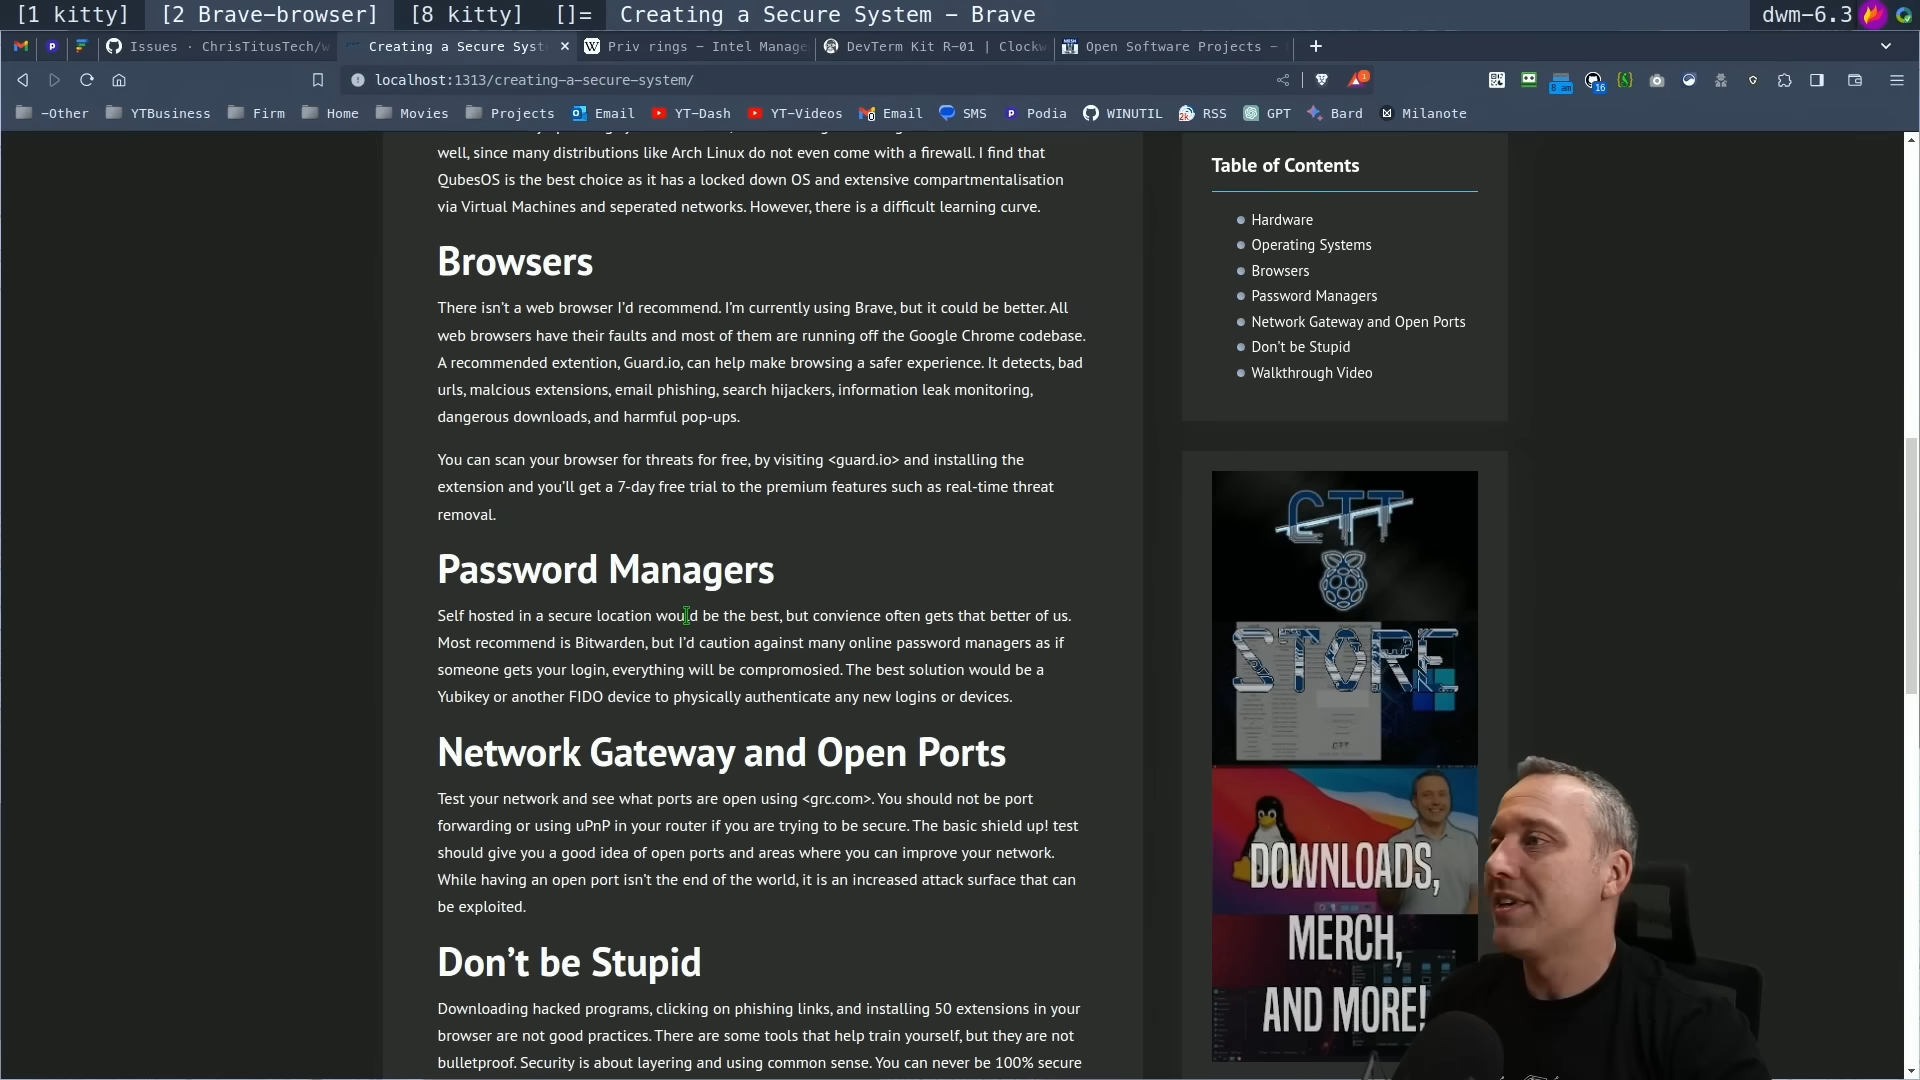 [1 kitty] [2 Brave-browser] [8 kitty] []= Creating a Secure System - Brave dwm-6.3
Issues · ChrisTitusTech/w Creating a Secure Syst Priv rings - Intel Manage DevTerm Kit R-01 | Clockw Open Software Projects -
localhost:1313/creating-a-secure-system/ 1 8 am 16
-Other YTBusiness Firm Home Movies Projects Email YT-Dash YT-Videos Email SMS Podia WINUTIL RSS GPT Bard Milanote
well, since many distributions like Arch Linux do not even come with a firewall. I find that
QubesOS is the best choice as it has a locked down OS and extensive compartmentalisation
via Virtual Machines and seperated networks. However, there is a difficult learning curve.
Browsers
There isn't a web browser I'd recommend. I'm currently using Brave, but it could be better. All
web browsers have their faults and most of them are running off the Google Chrome codebase.
A recommended extention, Guard.io, can help make browsing a safer experience. It detects, bad
urls, malcious extensions, email phishing, search hijackers, information leak monitoring,
dangerous downloads, and harmful pop-ups.
You can scan your browser for threats for free, by visiting <guard.io> and installing the
extension and you'll get a 7-day free trial to the premium features such as real-time threat
removal.
Password Managers
Self hosted in a secure location would be the best, but convience often gets that better of us.
Most recommend is Bitwarden, but I'd caution against many online password managers as if
someone gets your login, everything will be compromosied. The best solution would be a
Yubikey or another FIDO device to physically authenticate any new logins or devices.
Network Gateway and Open Ports
Test your network and see what ports are open using <grc.com>. You should not be port
forwarding or using uPnP in your router if you are trying to be secure. The basic shield up! test
should give you a good idea of open ports and areas where you can improve your network.
While having an open port isn't the end of the world, it is an increased attack surface that can
be exploited.
Don't be Stupid
Downloading hacked programs, clicking on phishing links, and installing 50 extensions in your
browser are not good practices. There are some tools that help train yourself, but they are not
bulletproof. Security is about layering and using common sense. You can never be 100% secure
Table of Contents
Hardware
Operating Systems
Browsers
Password Managers
Network Gateway and Open Ports
Don't be Stupid
Walkthrough Video
CTT
STORE
CTT
DOWNLOADS,
MERCH,
AND MORE!